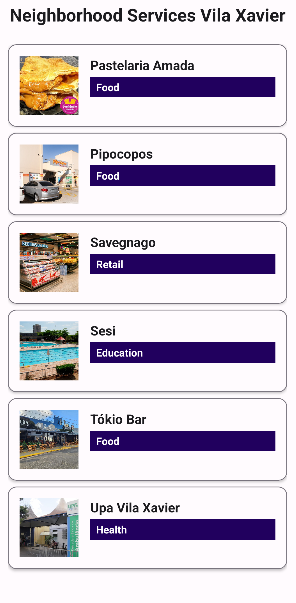 Neighborhood Services Vila Xavier
Pastelaria Amada
Food
Pipocopos
Food
Savegnago
Retail
Sesi
Education
Tókio Bar
Food
Upa Vila Xavier
Health